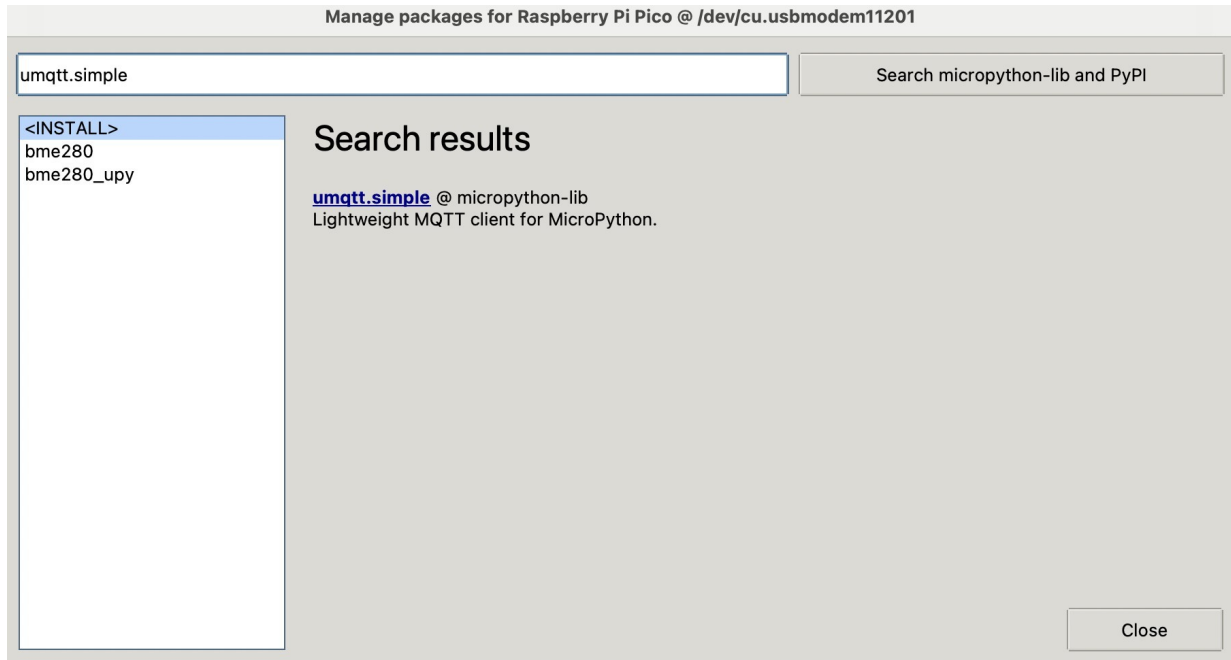 Manage packages for Raspberry Pi Pico @ /dev/cu.usbmodem11201
umqtt.simple
Search micropython-lib and PyPI
<INSTALL>
bme280
bme280_upy
Search results
umqtt.simple @ micropython-lib
Lightweight MQTT client for MicroPython.
Close